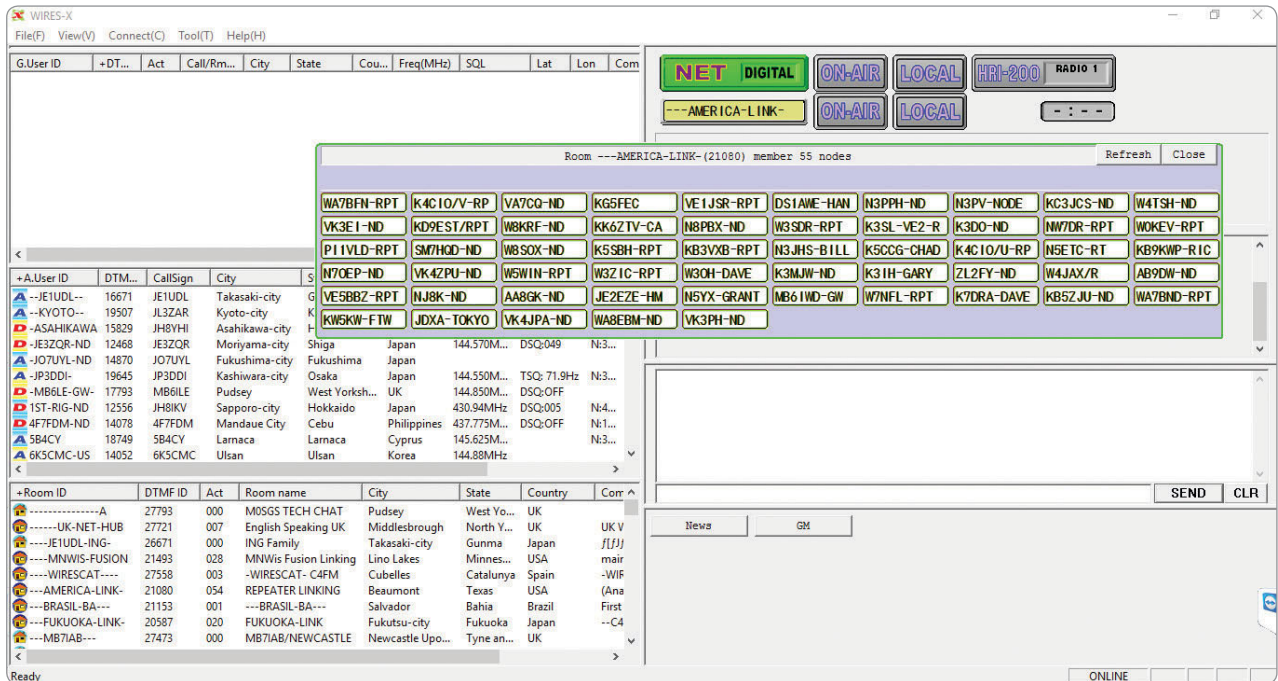 WIRES-X
File(F) View(V) Connect(C) Tool(T) Help(H)
G.User ID +DT... Act Call/Rm... City State Cou... Freq(MHz) SQL Lat Lon Com
NET DIGITAL ON-AIR LOCAL HRI-200 RADIO 1
---AMERICA-LINK- ON-AIR LOCAL -:--
Room ---AMERICA-LINK-(21080) member 55 nodes Refresh Close
WA7BFN-RPT K4CIO/V-RP VA7CQ-ND KG5FEC VE1JSR-RPT DS1AWE-HAN N3PPH-ND N3PV-NODE KC3JCS-ND W4TSH-ND
VK3EI-ND KD9EST/RPT W8KRF-ND KK6ZTV-CA N8PBX-ND W3SDR-RPT K3SL-VE2-R K3DO-ND NW7DR-RPT W0KEV-RPT
PI1VLD-RPT SM7HQD-ND W8SOX-ND K5SBH-RPT KB3VXB-RPT N3JHS-BILL K5CCG-CHAD K4CIO/U-RP N5ETC-RT KB9KWP-RIC
N7OEP-ND VK4ZPU-ND W5WIN-RPT W3ZIC-RPT W3OH-DAVE K3MJW-ND K3IH-GARY ZL2FY-ND W4JAX/R AB9DW-ND
VE5BBZ-RPT NJ8K-ND AA8GK-ND JE2EZE-HM N5YX-GRANT MB6IWD-GW W7NFL-RPT K7DRA-DAVE KB5ZJU-ND WA7BND-RPT
KW5KW-FTW JDXA-TOKYO VK4JPA-ND WA8EBM-ND VK3PH-ND
+A.User ID DTM... CallSign City S
A --JE1UDL-- 16671 JE1UDL Takasaki-city G
A --KYOTO-- 19507 JL3ZAR Kyoto-city K
D -ASAHIKAWA 15829 JH8YHI Asahikawa-city H
D -JE3ZQR-ND 12468 JE3ZQR Moriyama-city Shiga Japan 144.570M... DSQ:049 N:3...
A -JO7UYL-ND 14870 JO7UYL Fukushima-city Fukushima Japan
A -JP3DDI- 19645 JP3DDI Kashiwara-city Osaka Japan 144.550M... TSQ: 71.9Hz N:3...
D -MB6LE-GW- 17793 MB6ILE Pudsey West Yorksh... UK 144.850M... DSQ:OFF
D 1ST-RIG-ND 12556 JH8IKV Sapporo-city Hokkaido Japan 430.94MHz DSQ:005 N:4...
D 4F7FDM-ND 14078 4F7FDM Mandaue City Cebu Philippines 437.775M... DSQ:OFF N:1...
A 5B4CY 18749 5B4CY Larnaca Larnaca Cyprus 145.625M... N:3...
A 6K5CMC-US 14052 6K5CMC Ulsan Ulsan Korea 144.88MHz
+Room ID DTMF ID Act Room name City State Country Com
---------------A 27793 000 M0SGS TECH CHAT Pudsey West Yo... UK
------UK-NET-HUB 27721 007 English Speaking UK Middlesbrough North Y... UK UK V
----JE1UDL-ING- 26671 000 ING Family Takasaki-city Gunma Japan
----MNWIS-FUSION 21493 028 MNWis Fusion Linking Lino Lakes Minnes... USA mair
----WIRESCAT---- 27558 003 -WIRESCAT- C4FM Cubelles Catalunya Spain -WIF
---AMERICA-LINK- 21080 054 REPEATER LINKING Beaumont Texas USA (Ana
---BRASIL-BA--- 21153 001 ---BRASIL-BA--- Salvador Bahia Brazil First
---FUKUOKA-LINK- 20587 020 FUKUOKA-LINK Fukutsu-city Fukuoka Japan --C4
---MB7IAB--- 27473 000 MB7IAB/NEWCASTLE Newcastle Upo... Tyne an... UK
SEND CLR
News GM
Ready ONLINE